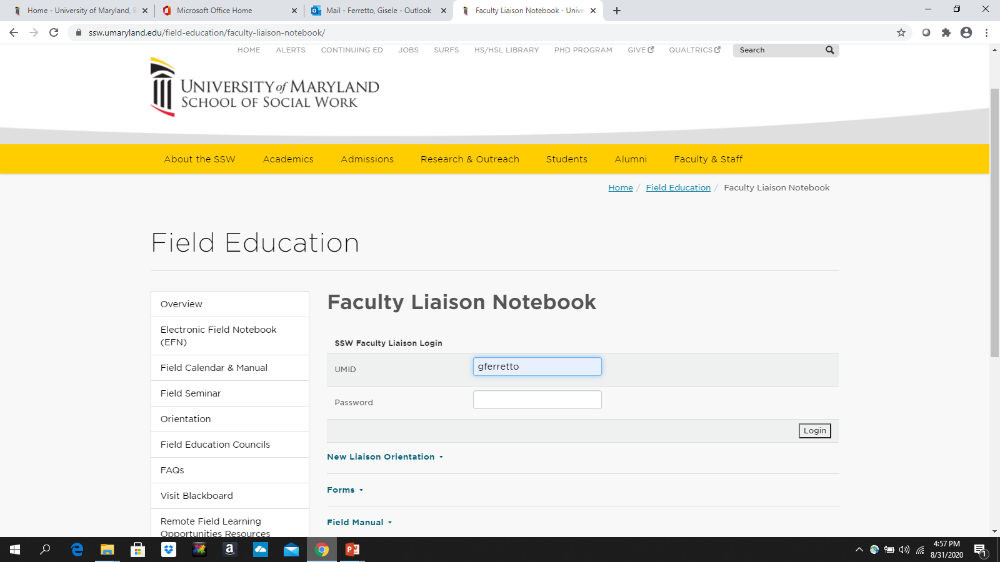 Home - University of Maryland, B
Microsoft Office Home
Mail - Ferretto, Gisele - Outlook
Faculty Liaison Notebook - Unive
ssw.umaryland.edu/field-education/faculty-liaison-notebook/
HOME ALERTS CONTINUING ED JOBS SURFS HS/HSL LIBRARY PHD PROGRAM GIVE QUALTRICS Search
UNIVERSITY of MARYLAND
SCHOOL OF SOCIAL WORK
About the SSW Academics Admissions Research & Outreach Students Alumni Faculty & Staff
Home / Field Education / Faculty Liaison Notebook
Field Education
Overview
Electronic Field Notebook
(EFN)
Field Calendar & Manual
Field Seminar
Orientation
Field Education Councils
FAQs
Visit Blackboard
Remote Field Learning
Opportunities Resources
Faculty Liaison Notebook
SSW Faculty Liaison Login
UMID gferretto
Password
Login
New Liaison Orientation
Forms
Field Manual
4:57 PM
8/31/2020
1